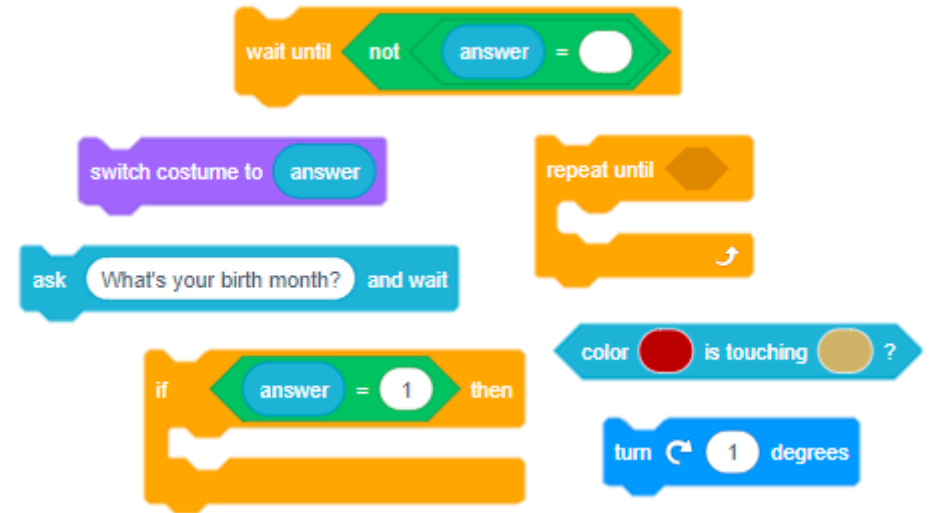 wait until not answer =
switch costume to answer
repeat until
ask What's your birth month? and wait
color is touching ?
if answer = 1 then
turn 1 degrees